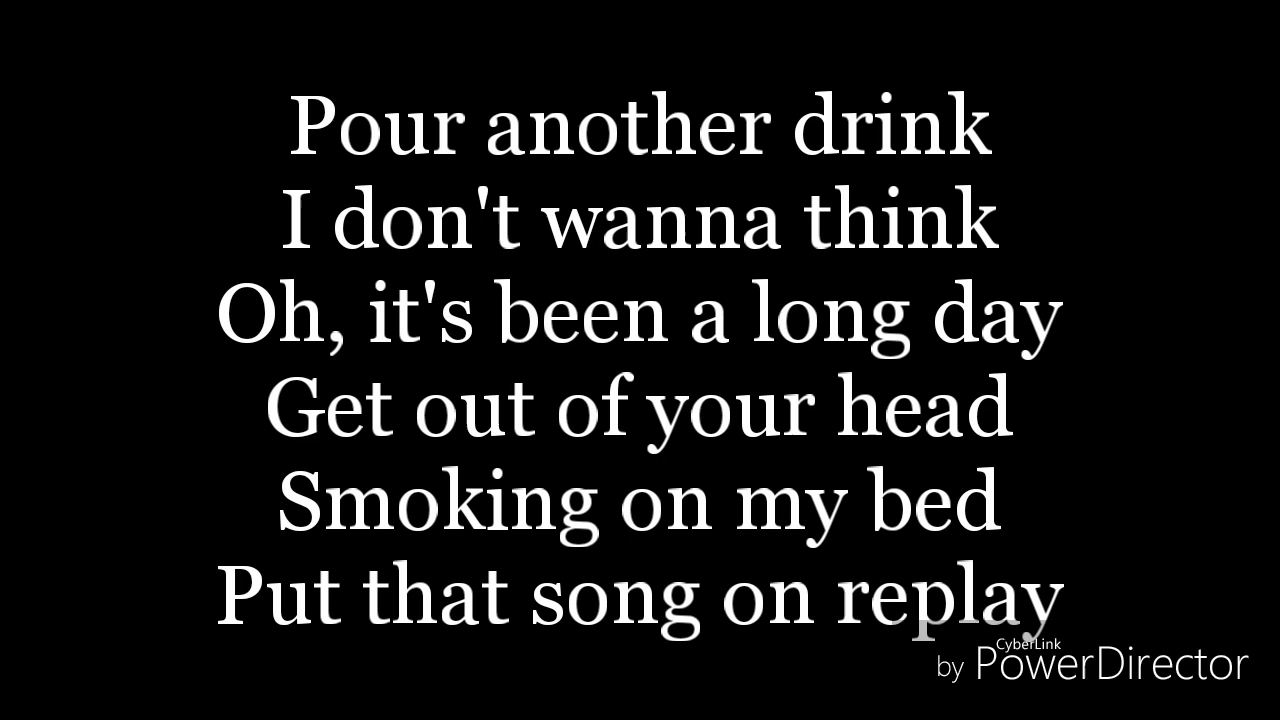 Pour another drink
I don't wanna think
Oh, it's been a long day
Get out of your head
Smoking on my bed
Put that song on replay
CyberLink
by PowerDirector